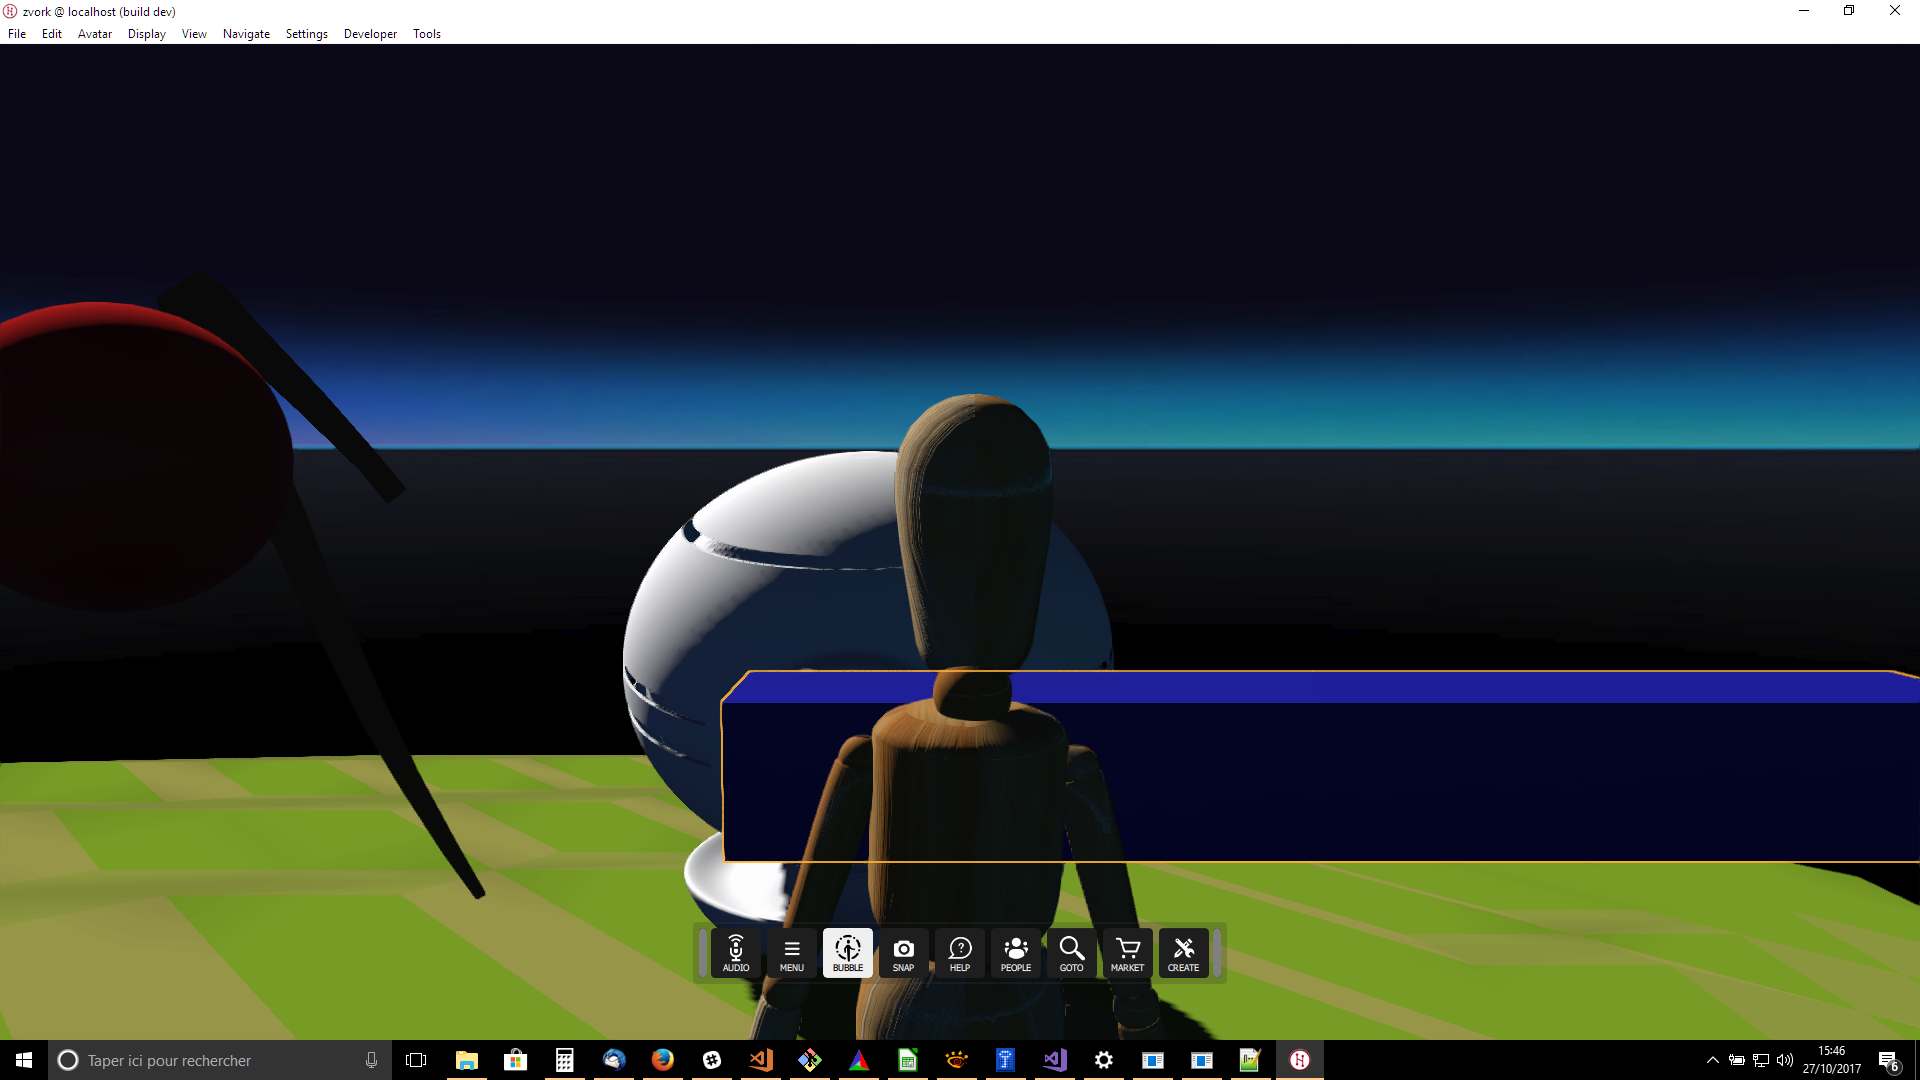 zvork @ localhost (build dev)
File Edit Avatar Display View Navigate Settings Developer Tools
AUDIO MENU BUBBLE SNAP HELP PEOPLE GOTO MARKET CREATE
Taper ici pour rechercher
15:46
27/10/2017
6